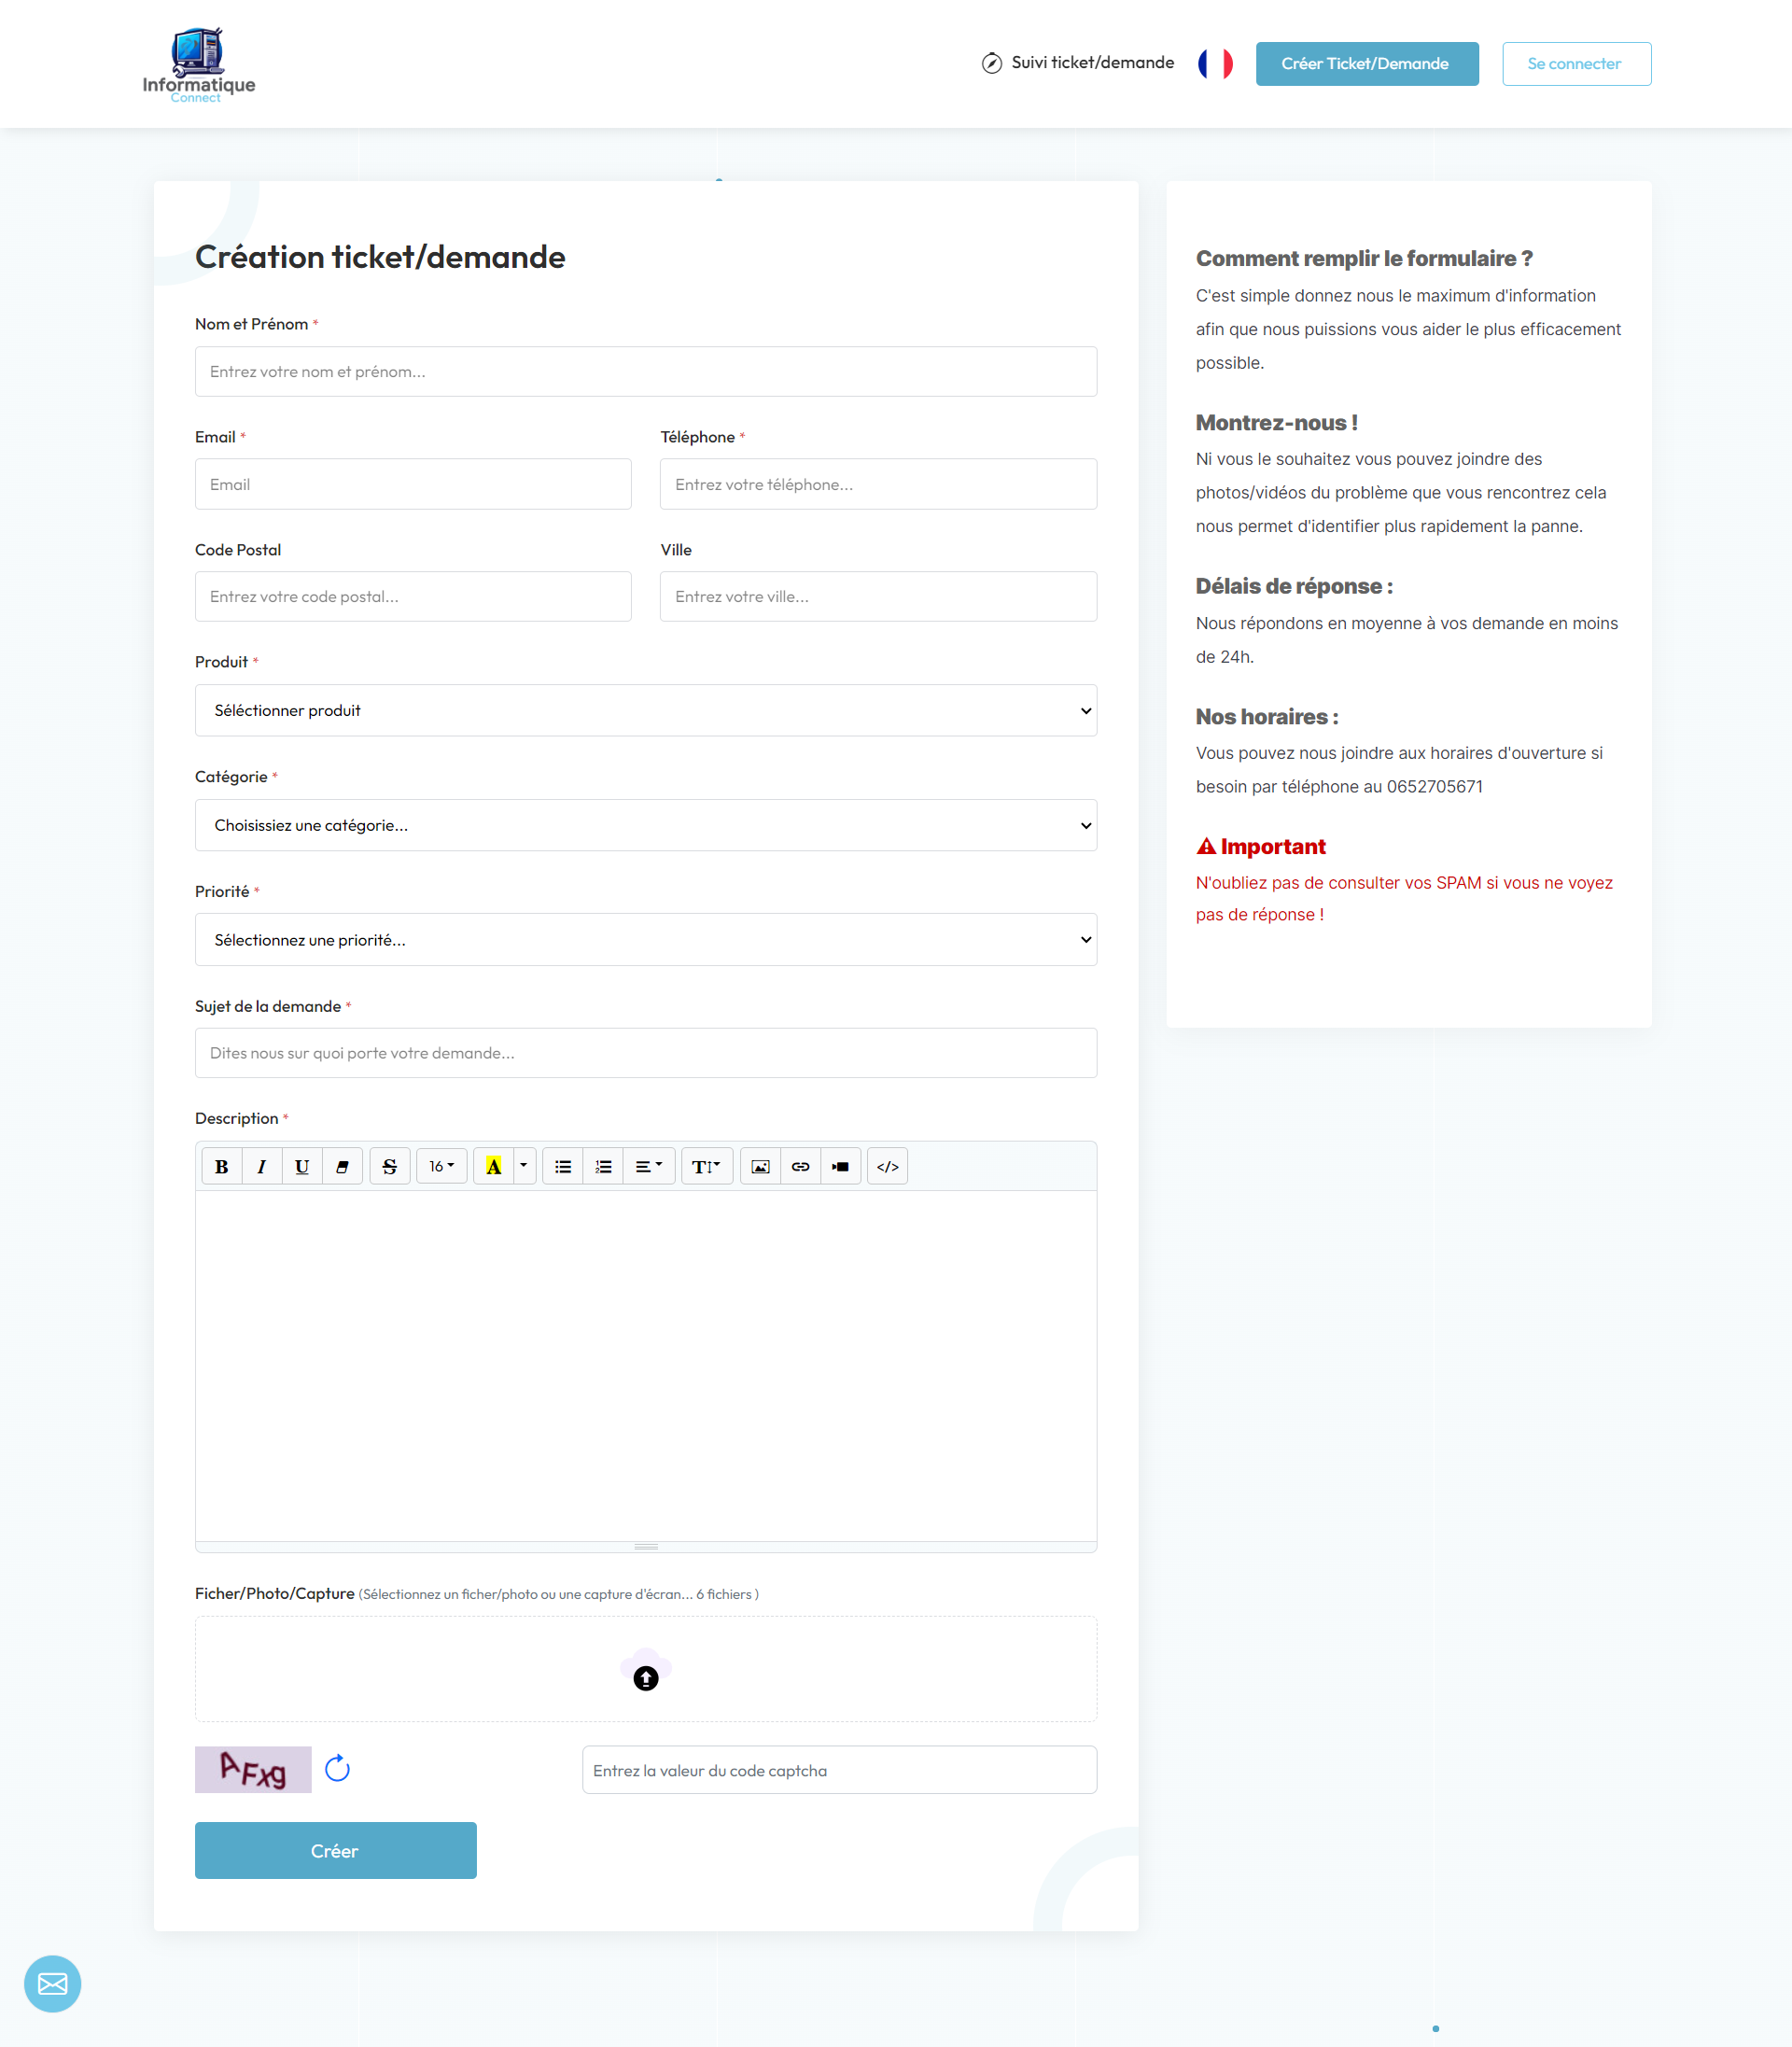 Informatique
Connect
Suivi ticket/demande
Créer Ticket/Demande
Se connecter
Création ticket/demande
Nom et Prénom *
Entrez votre nom et prénom...
Email *
Téléphone *
Email
Entrez votre téléphone...
Code Postal
Ville
Entrez votre code postal...
Entrez votre ville...
Produit *
Séléctionner produit
Catégorie *
Choisissiez une catégorie...
Priorité *
Sélectionnez une priorité...
Sujet de la demande *
Dites nous sur quoi porte votre demande...
Description *
B I U S 16 A T </>
Ficher/Photo/Capture (Sélectionnez un ficher/photo ou une capture d'écran... 6 fichiers )
AFxg
Entrez la valeur du code captcha
Créer
Comment remplir le formulaire ?
C'est simple donnez nous le maximum d'information
afin que nous puissions vous aider le plus efficacement
possible.
Montrez-nous !
Ni vous le souhaitez vous pouvez joindre des
photos/vidéos du problème que vous rencontrez cela
nous permet d'identifier plus rapidement la panne.
Délais de réponse :
Nous répondons en moyenne à vos demande en moins
de 24h.
Nos horaires :
Vous pouvez nous joindre aux horaires d'ouverture si
besoin par téléphone au 0652705671
Important
N'oubliez pas de consulter vos SPAM si vous ne voyez
pas de réponse !